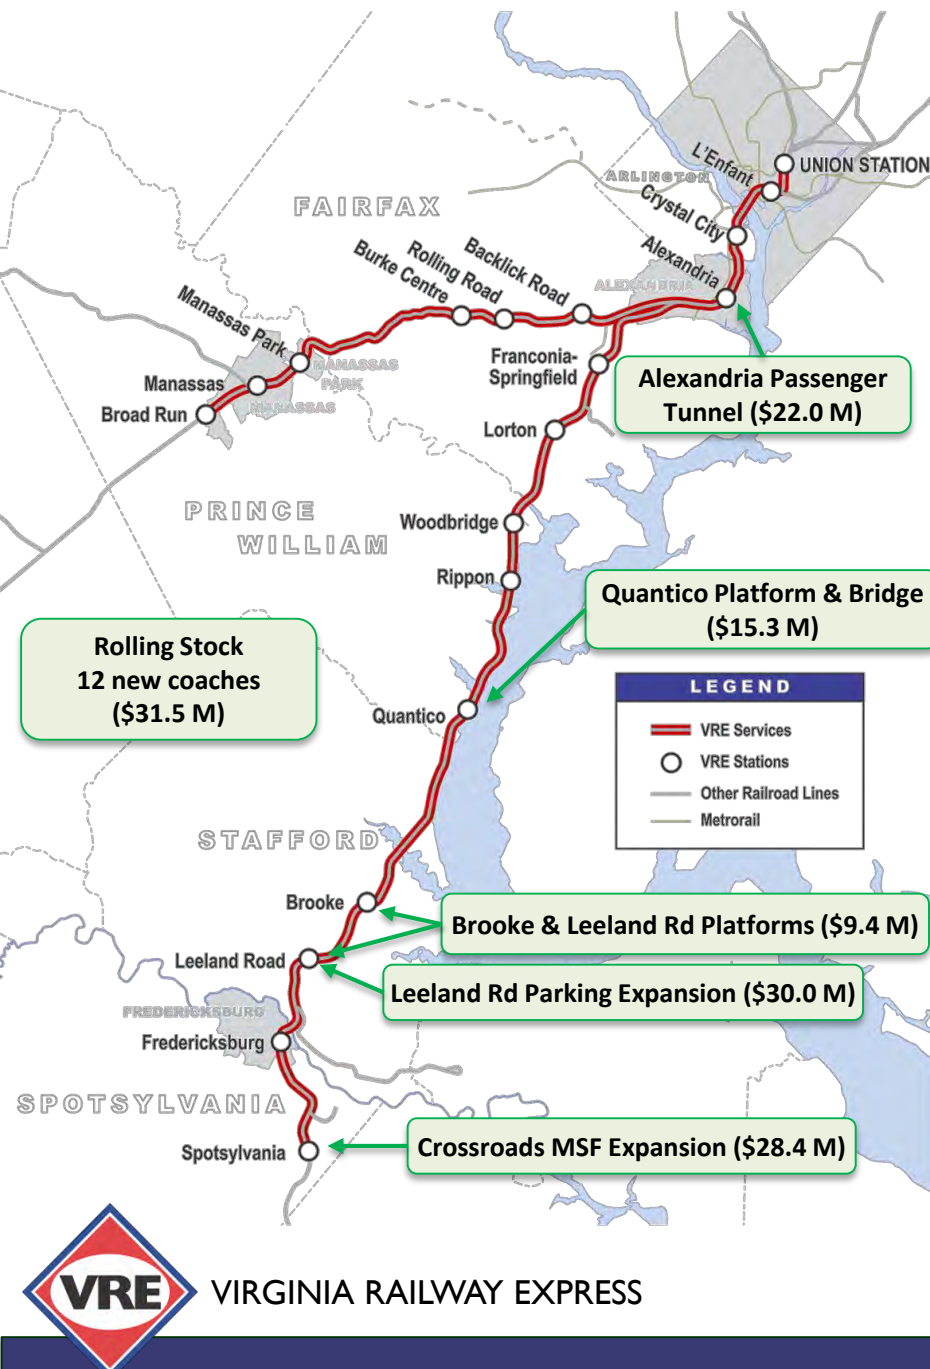 L'Enfant
UNION STATION
ARLINGTON
Crystal City
FAIRFAX
Alexandria
ALEXANDRIA
Backlick Road
Rolling Road
Burke Centre
Manassas Park
MANASSAS
PARK
Franconia-
Springfield
Alexandria Passenger
Tunnel ($22.0 M)
Manassas
MANASSAS
Broad Run
Lorton
PRINCE
WILLIAM
Woodbridge
Rippon
Quantico Platform & Bridge
($15.3 M)
Rolling Stock
12 new coaches
($31.5 M)
LEGEND
VRE Services
VRE Stations
Other Railroad Lines
Metrorail
Quantico
STAFFORD
Brooke
Brooke & Leeland Rd Platforms ($9.4 M)
Leeland Road
Leeland Rd Parking Expansion ($30.0 M)
FREDERICKSBURG
Fredericksburg
SPOTSYLVANIA
Spotsylvania
Crossroads MSF Expansion ($28.4 M)
VRE
VIRGINIA RAILWAY EXPRESS